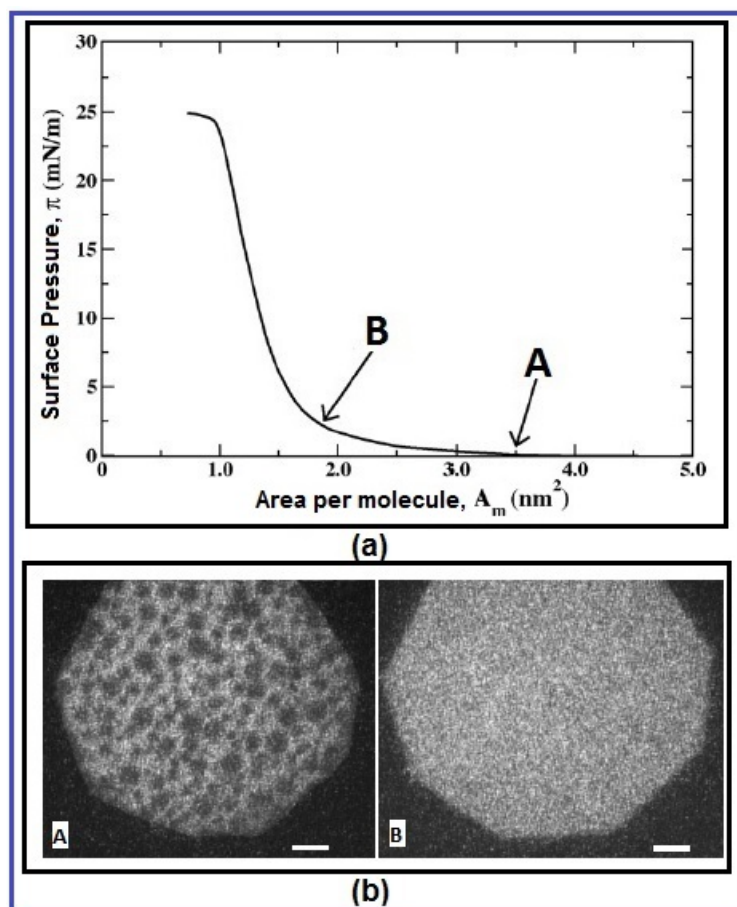 30
25
20
15
10
5
0
Surface Pressure, π (mN/m)
B
A
0 1.0 2.0 3.0 4.0 5.0
Area per molecule, A_m (nm²)
(a)
A
B
(b)